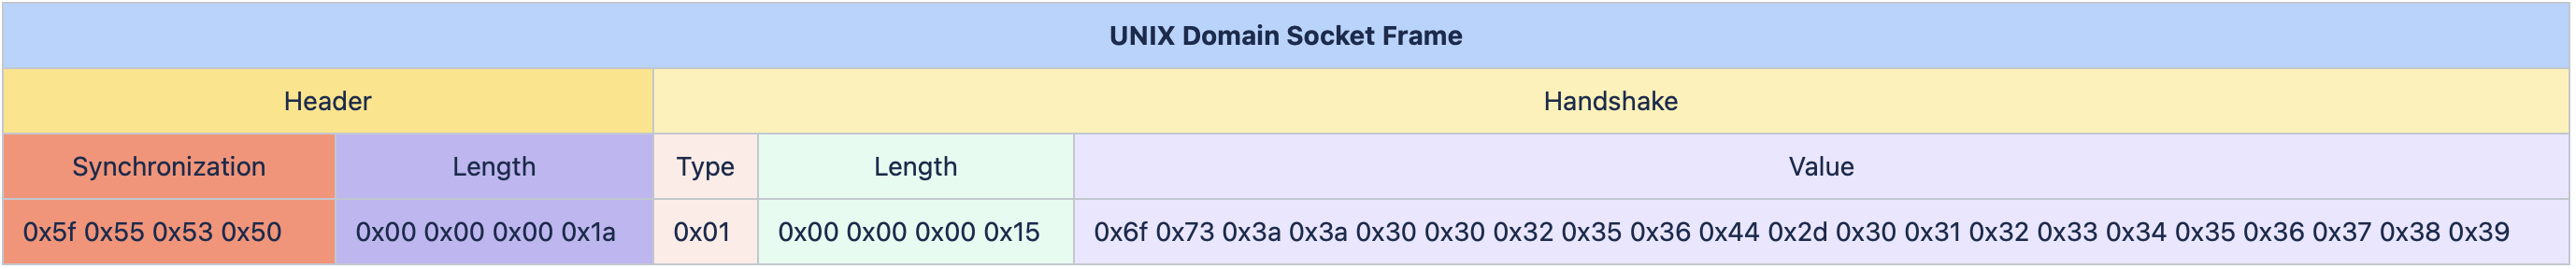 UNIX Domain Socket Frame
Header Handshake
Synchronization Length Type Length Value
0x5f 0x55 0x53 0x50 0x00 0x00 0x00 0x1a 0x01 0x00 0x00 0x00 0x15 0x6f 0x73 0x3a 0x3a 0x30 0x30 0x32 0x35 0x36 0x44 0x2d 0x30 0x31 0x32 0x33 0x34 0x35 0x36 0x37 0x38 0x39